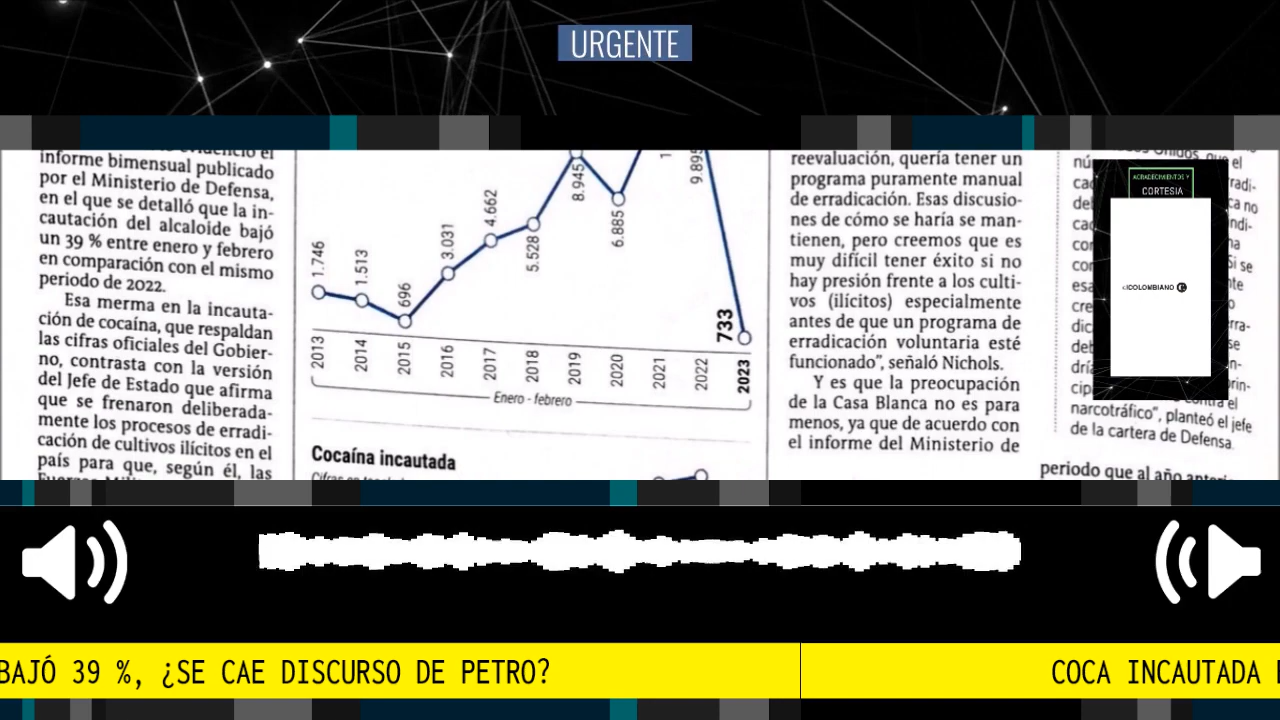 URGENTE
informe bimensual publicado
por el Ministerio de Defensa,
en el que se detalló que la in-
cautación del alcaloide bajó
un 39 % entre enero y febrero
en comparación con el mismo
periodo de 2022.
Esa merma en la incauta-
ción de cocaína, que respaldan
las cifras oficiales del Gobier-
no, contrasta con la versión
del Jefe de Estado que afirma
que se frenaron deliberada-
mente los procesos de erradi-
cación de cultivos ilícitos en el
país para que, según él, las
1.746
1.513
696
3.031
4.662
5.528
8.945
6.885
9.895
733
2013
2014
2015
2016
2017
2018
2019
2020
2021
2022
2023
Enero - febrero
Cocaína incautada
reevaluación, quería tener un
programa puramente manual
de erradicación. Esas discusio-
nes de cómo se haría se man-
tienen, pero creemos que es
muy difícil tener éxito si no
hay presión frente a los culti-
vos (ilícitos) especialmente
antes de que un programa de
erradicación voluntaria esté
funcionado”, señaló Nichols.
Y es que la preocupación
de la Casa Blanca no es para
menos, ya que de acuerdo con
el informe del Ministerio de
AGRADECIMIENTOS Y
CORTESIA
ELCOLOMBIANO
narcotráfico”, planteó el jefe
de la cartera de Defensa.
periodo que al año
BAJÓ 39 %, ¿SE CAE DISCURSO DE PETRO?
COCA INCAUTADA